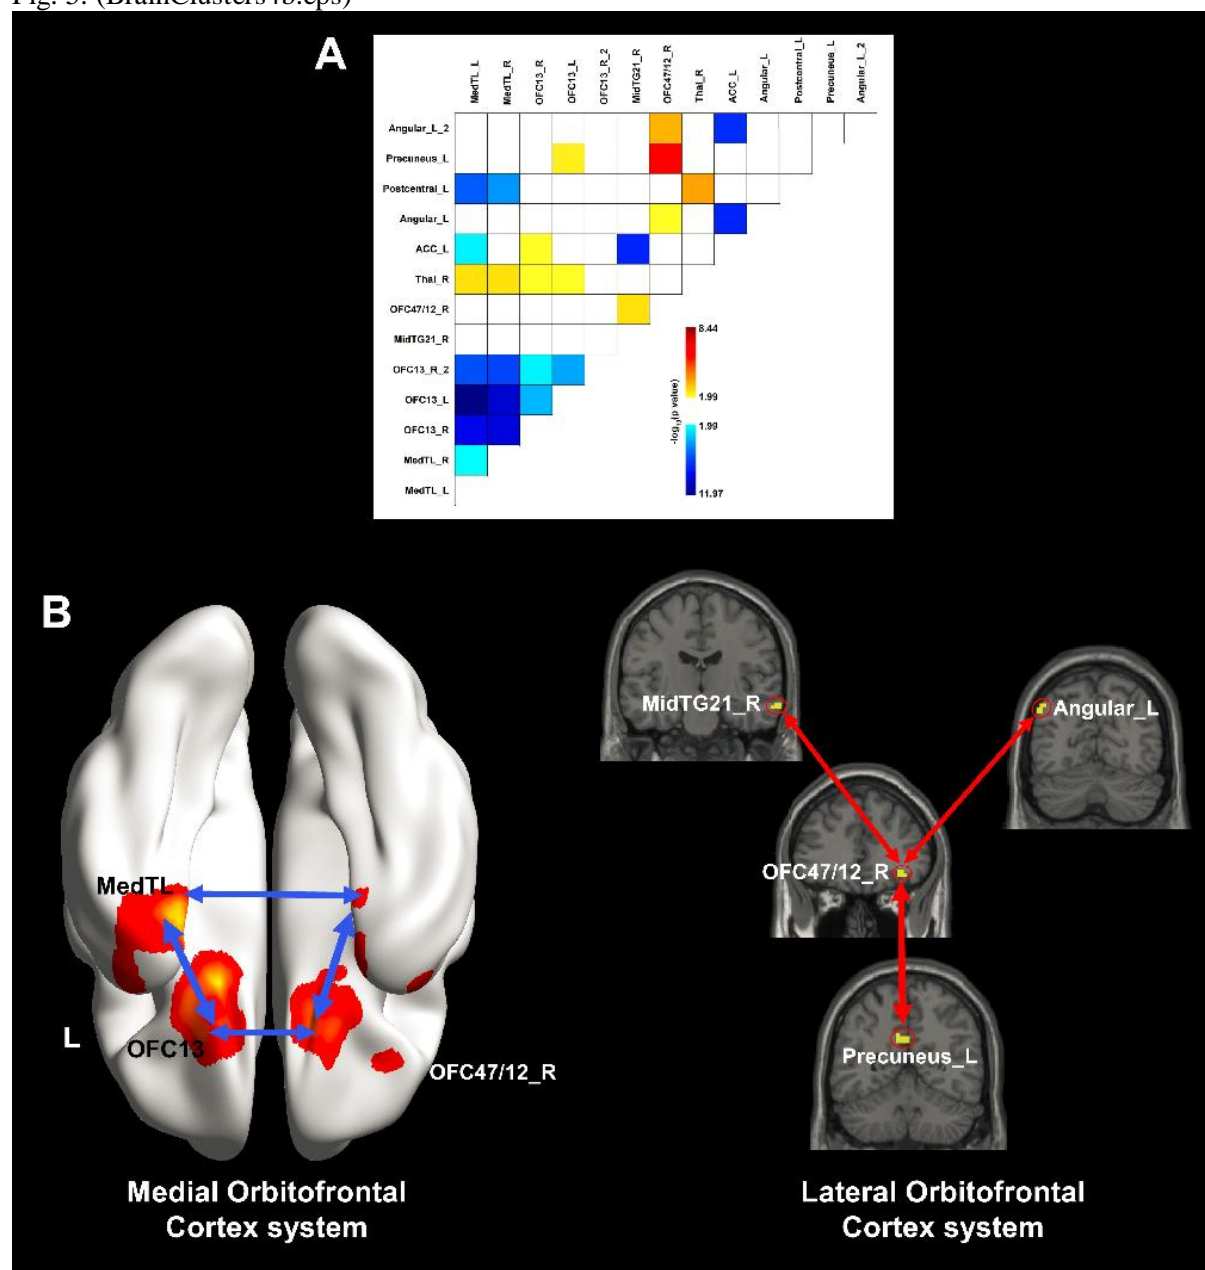 Fig. 3. (BrainClusters4b.eps)
A
MedTL_L
MedTL_R
OFC13_R
OFC13_L
OFC13_R_2
MidTG21_R
OFC47/12_R
Thal_R
ACC_L
Angular_L
Postcentral_L
Precuneus_L
Angular_L_2
Angular_L_2
Precuneus_L
Postcentral_L
Angular_L
ACC_L
Thal_R
OFC47/12_R
MidTG21_R
OFC13_R_2
OFC13_L
OFC13_R
MedTL_R
MedTL_L
8.44
1.99
1.99
11.97
-log10(p value)
B
MidTG21_R
Angular_L
OFC47/12_R
Precuneus_L
MedTL
L
OFC13
OFC47/12_R
Medial Orbitofrontal
Cortex system
Lateral Orbitofrontal
Cortex system